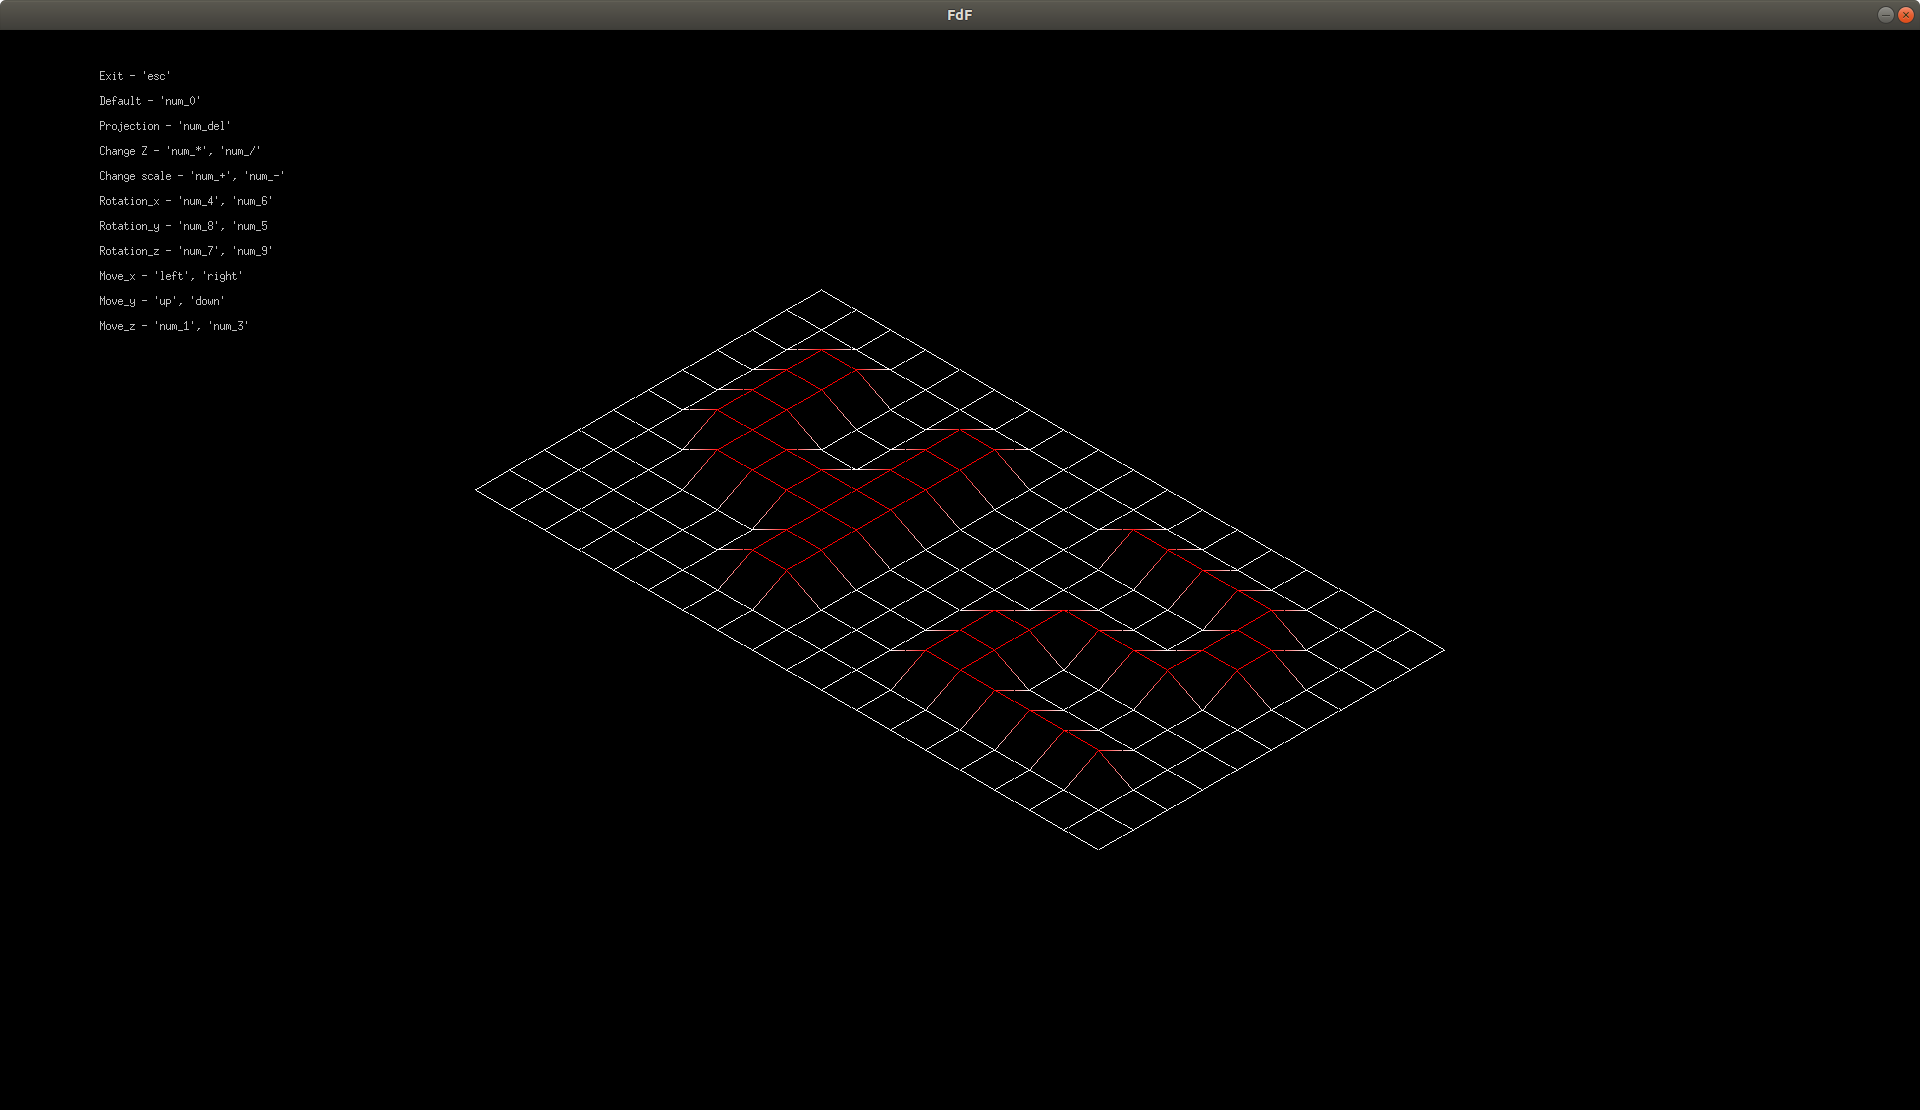 FdF
Exit - 'esc'
Default - 'num_0'
Projection - 'num_del'
Change Z - 'num_*', 'num_/'
Change scale - 'num_+', 'num_-'
Rotation_x - 'num_4', 'num_6'
Rotation_y - 'num_8', 'num_5
Rotation_z - 'num_7', 'num_9'
Move_x - 'left', 'right'
Move_y - 'up', 'down'
Move_z - 'num_1', 'num_3'